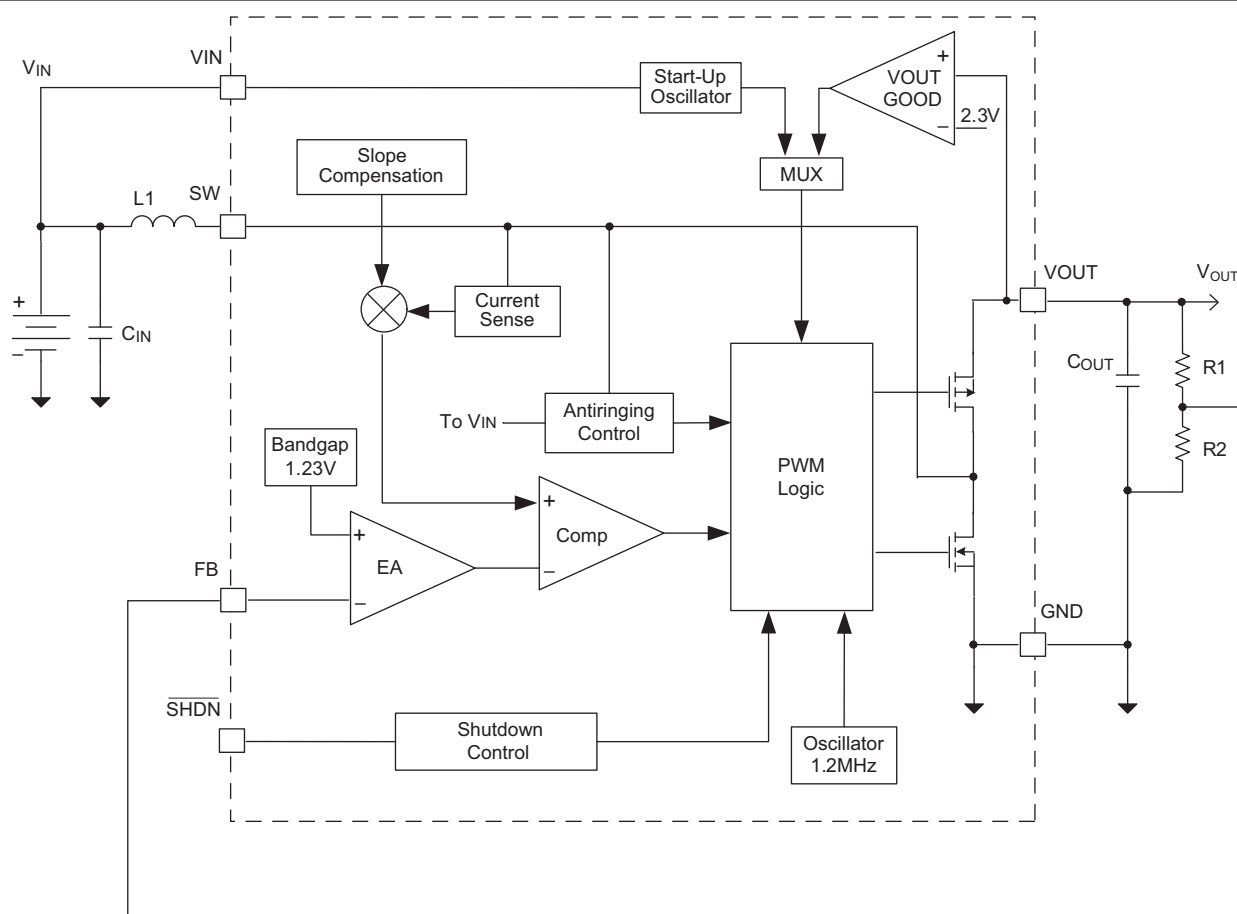 VIN
VIN
Start-Up
Oscillator
+
VOUT
GOOD
2.3V
–
Slope
Compensation
MUX
L1
SW
VOUT
VOUT
+
–
CIN
Current
Sense
COUT
R1
To VIN
Antiringing
Control
R2
Bandgap
1.23V
PWM
Logic
+
Comp
–
+
EA
–
FB
GND
SHDN
Shutdown
Control
Oscillator
1.2MHz